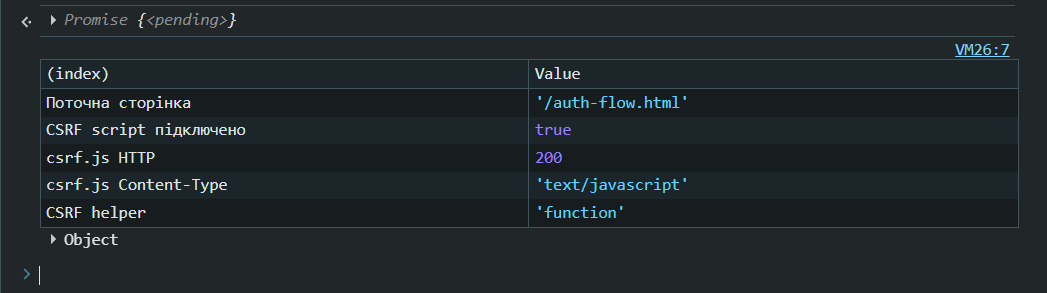 Promise {<pending>}
VM26:7
(index) Value
Поточна сторінка '/auth-flow.html'
CSRF script підключено true
csrf.js HTTP 200
csrf.js Content-Type 'text/javascript'
CSRF helper 'function'
Object